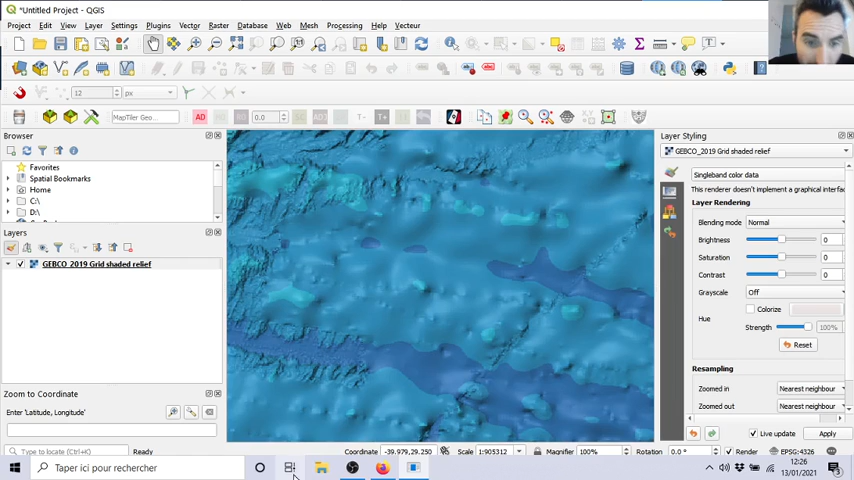 *Untitled Project - QGIS
Project Edit View Layer Settings Plugins Vector Raster Database Web Mesh Processing Help Vecteur
12 px
MapTiler Geo...
AD
0.0
Browser
Favorites
Spatial Bookmarks
Home
C:\
D:\
Layers
GEBCO_2019 Grid shaded relief
Zoom to Coordinate
Enter 'Latitude, Longitude'
Layer Styling
GEBCO_2019 Grid shaded relief
Singleband color data
This renderer doesn't implement a graphical interfa
Layer Rendering
Blending mode Normal
Brightness 0
Saturation 0
Contrast 0
Grayscale Off
Hue Colorize
Strength 100%
Reset
Resampling
Zoomed in Nearest neighbour
Zoomed out Nearest neighbour
Live update Apply
Type to locate (Ctrl+K) Ready Coordinate -39.979,29.250 Scale 1:905312 Magnifier 100% Rotation 0.0 ° Render EPSG:4326
Taper ici pour rechercher
12:26
13/01/2021